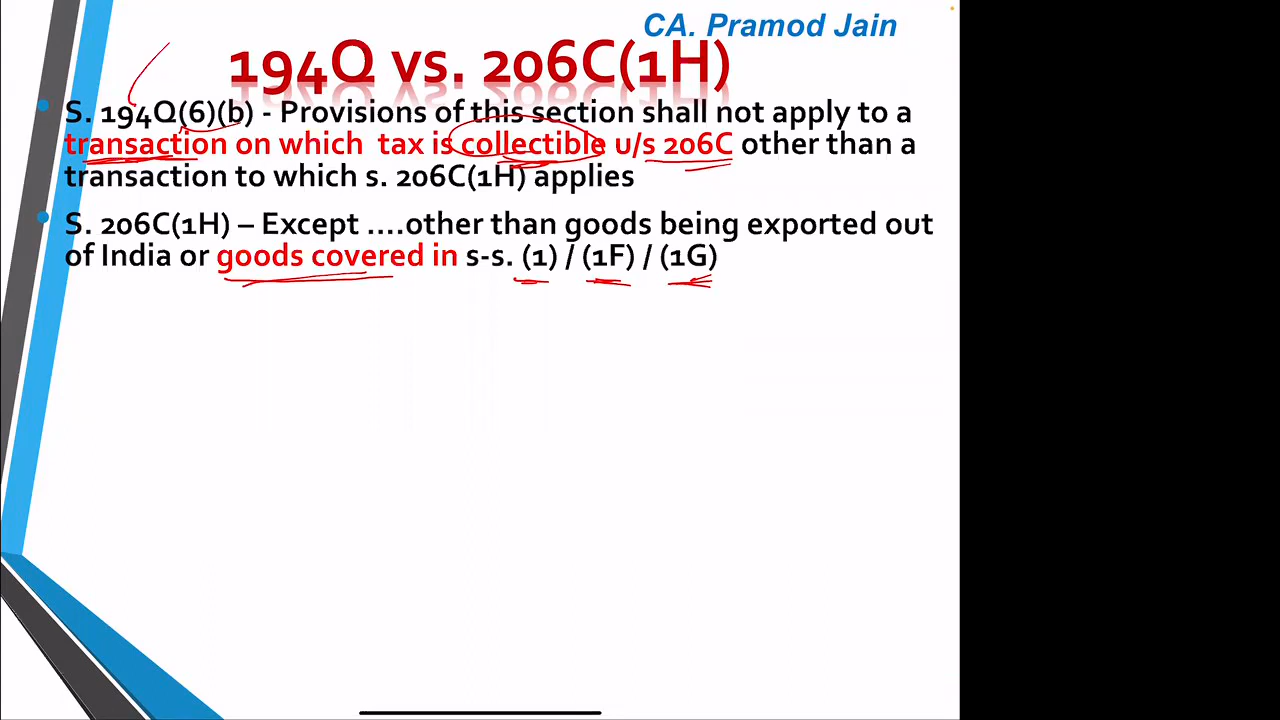 CA. Pramod Jain
194Q vs. 206C(1H)
S. 194Q(6)(b) - Provisions of this section shall not apply to a
transaction on which tax is collectible u/s 206C other than a
transaction to which s. 206C(1H) applies
S. 206C(1H) – Except ....other than goods being exported out
of India or goods covered in s-s. (1) / (1F) / (1G)